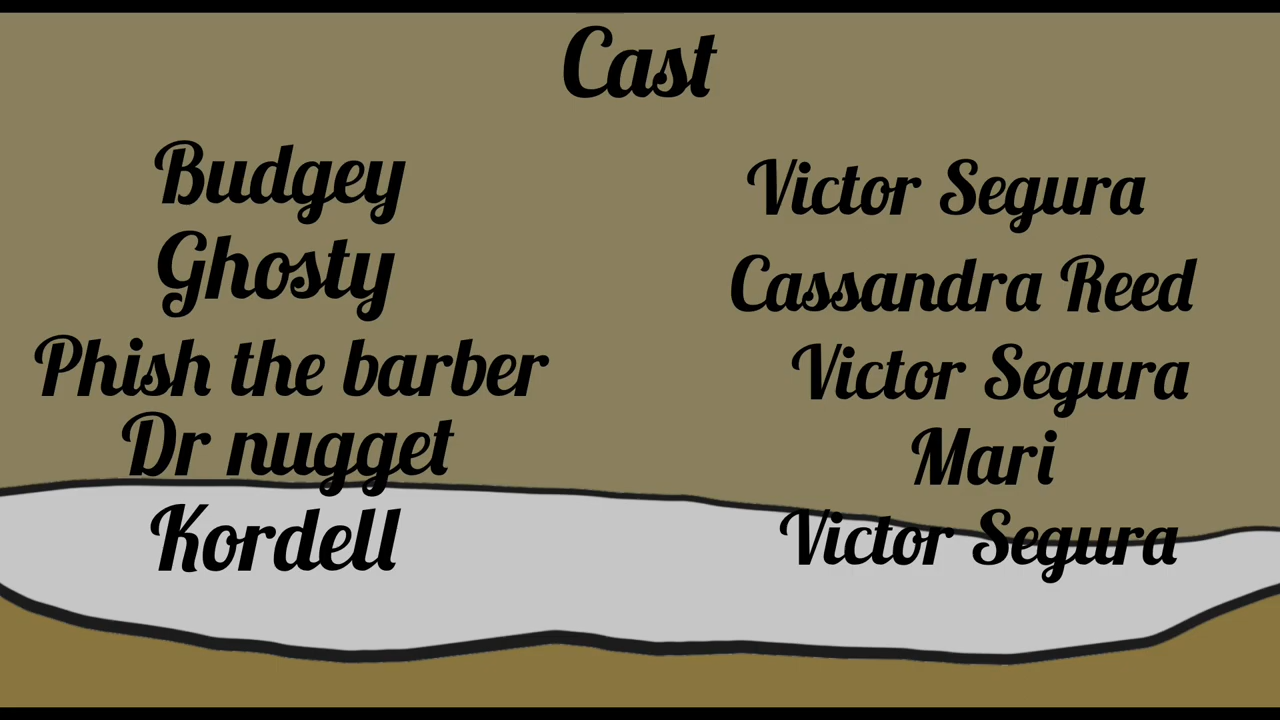 Cast
Budgey Victor Segura
Ghosty Cassandra Reed
Phish the barber Victor Segura
Dr nugget Mari
Kordell Victor Segura